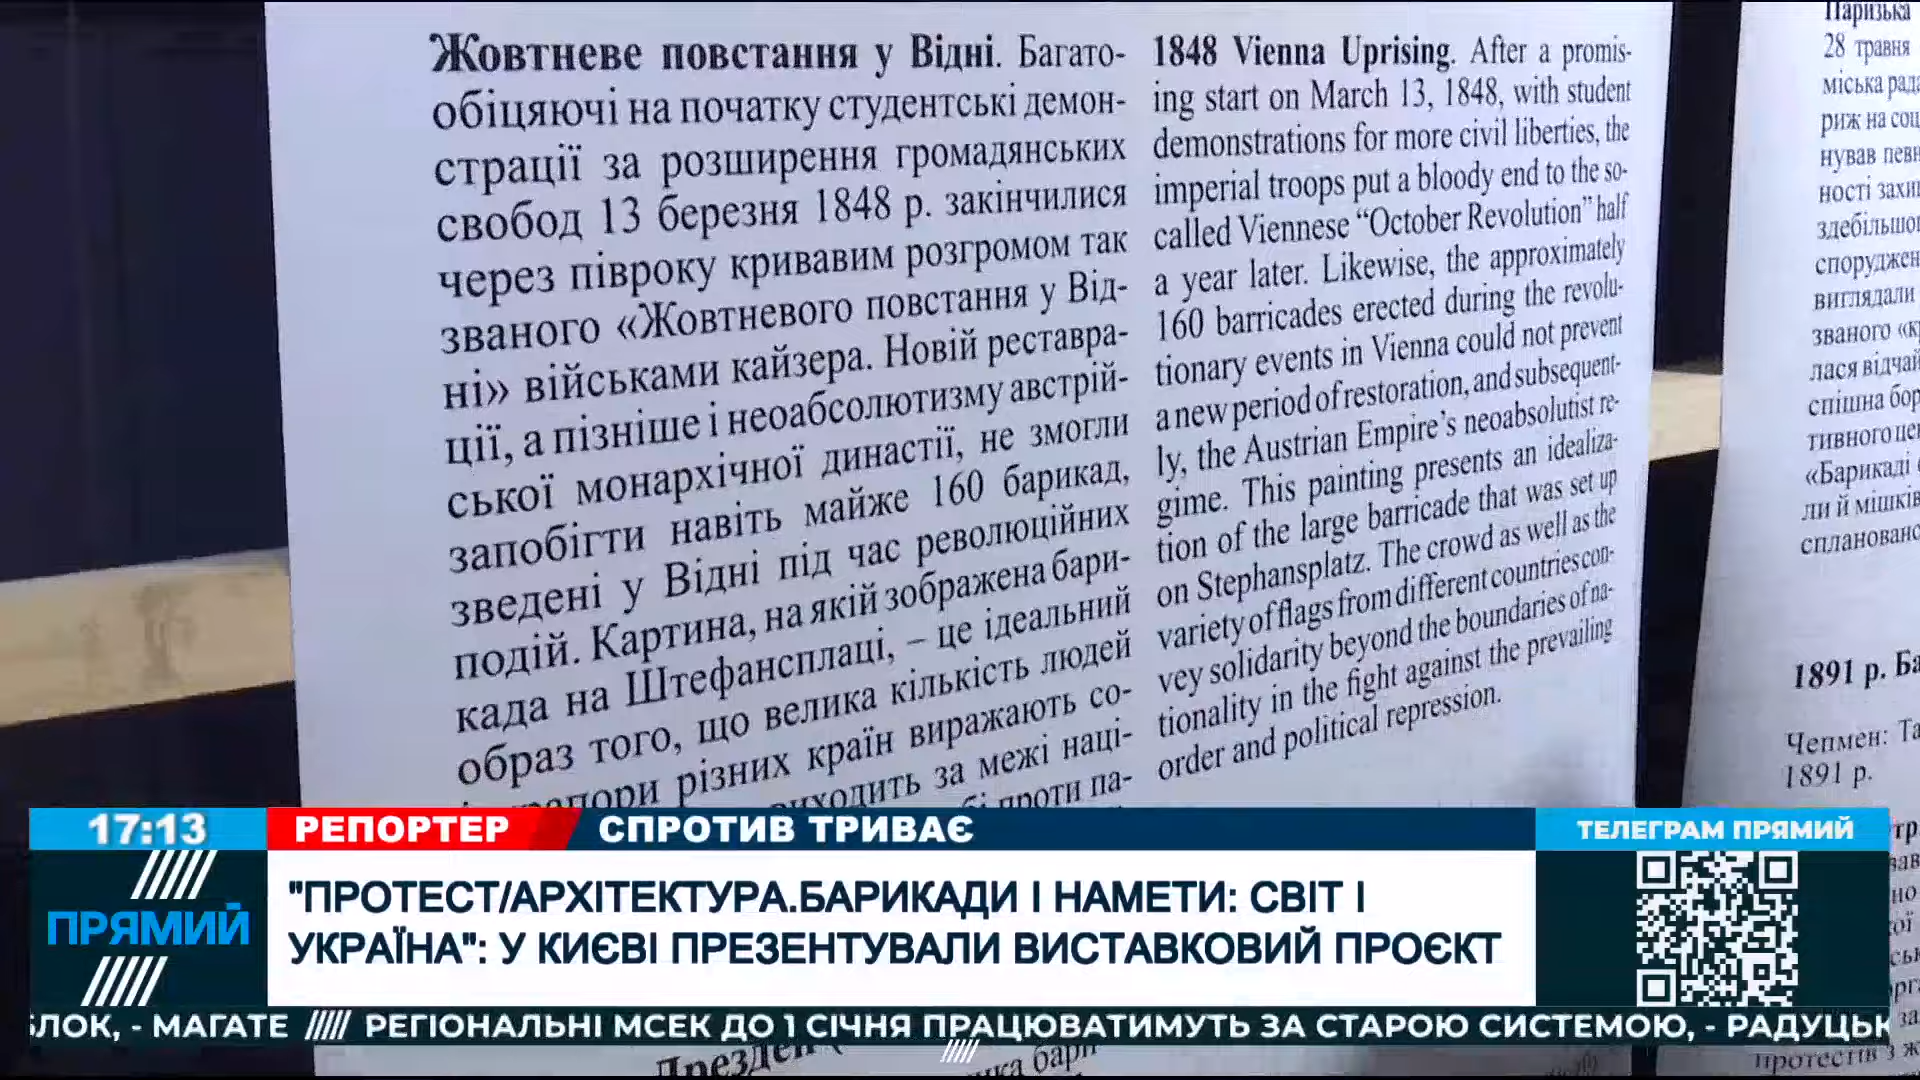 Жовтневе повстання у Відні. Багато-
обіцяючі на початку студентські демон-
страції за розширення громадянських
свобод 13 березня 1848 р. закінчилися
через півроку кривавим розгромом так
званого «Жовтневого повстання у Від-
ні» військами кайзера. Новій реставра-
ції, а пізніше і неоабсолютизму австрій-
ської монархічної династії, не змогли
запобігти навіть майже 160 барикад,
зведені у Відні під час революційних
подій. Картина, на якій зображена бари-
када на Штефансплаці, – це ідеальний
образ того, що велика кількість людей
різних країн виражають со-
за межі наці-
проти па-
1848 Vienna Uprising. After a promis-
ing start on March 13, 1848, with student
demonstrations for more civil liberties, the
imperial troops put a bloody end to the so-
called Viennese “October Revolution” half
a year later. Likewise, the approximately
160 barricades erected during the revolu-
tionary events in Vienna could not prevent
a new period of restoration, and subsequent-
ly, the Austrian Empire’s neoabsolutist re-
gime. This painting presents an idealiza-
tion of the large barricade that was set up
on Stephansplatz. The crowd as well as the
variety of flags from different countries con-
vey solidarity beyond the boundaries of na-
tionality in the fight against the prevailing
order and political repression.
Паризька
28 травня
міська рада
риж на соц
нував певн
ності захи
здебільшого
споруджен
виглядали
званого «к
лася відчай
спішна бор
тивного це
«Барикаді
ли й мішкі
сплановано
1891 р. Ба
Чепмен: Та
1891 р.
17:13
РЕПОРТЕР СПРОТИВ ТРИВАЄ
ТЕЛЕГРАМ ПРЯМИЙ
ПРЯМИЙ
"ПРОТЕСТ/АРХІТЕКТУРА.БАРИКАДИ І НАМЕТИ: СВІТ І
УКРАЇНА": У КИЄВІ ПРЕЗЕНТУВАЛИ ВИСТАВКОВИЙ ПРОЄКТ
БЛОК, - МАГАТЕ ///// РЕГІОНАЛЬНІ МСЕК ДО 1 СІЧНЯ ПРАЦЮВАТИМУТЬ ЗА СТАРОЮ СИСТЕМОЮ, - РАДУЦЬК